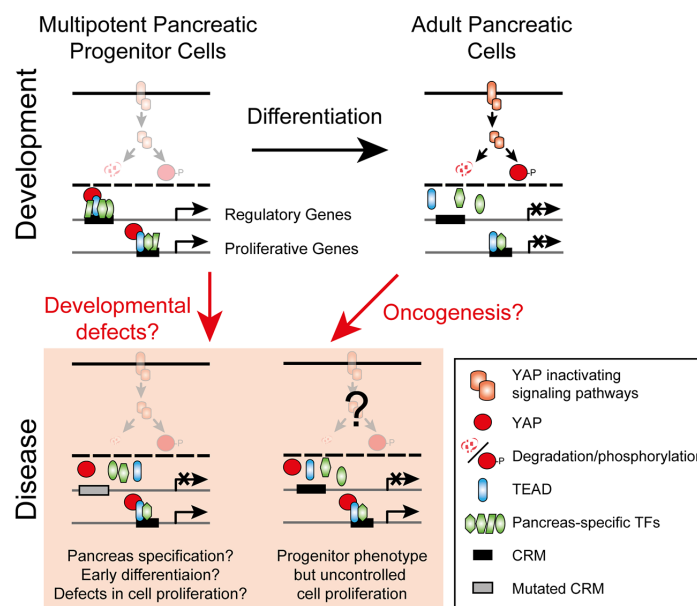 Multipotent Pancreatic
Progenitor Cells
Adult Pancreatic
Cells
Development
Differentiation
P
P
Regulatory Genes
Proliferative Genes
Developmental
defects?
Oncogenesis?
Disease
P
?
P
Pancreas specification?
Early differentiaion?
Defects in cell proliferation?
Progenitor phenotype
but uncontrolled
cell proliferation
YAP inactivating
signaling pathways
YAP
P
Degradation/phosphorylation
TEAD
Pancreas-specific TFs
CRM
Mutated CRM